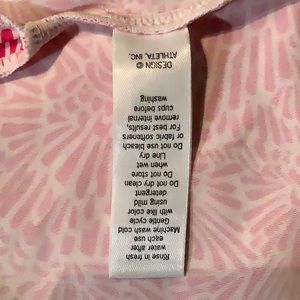 Rinse in fresh
water after
each use
Machine wash cold
Gentle cycle
with like color
using mild
detergent
Do not dry clean
Do not store
when wet
Line dry
Do not use bleach
or fabric softeners
For best results,
remove internal
cups before
washing
DESIGN ©
ATHLETA, INC.